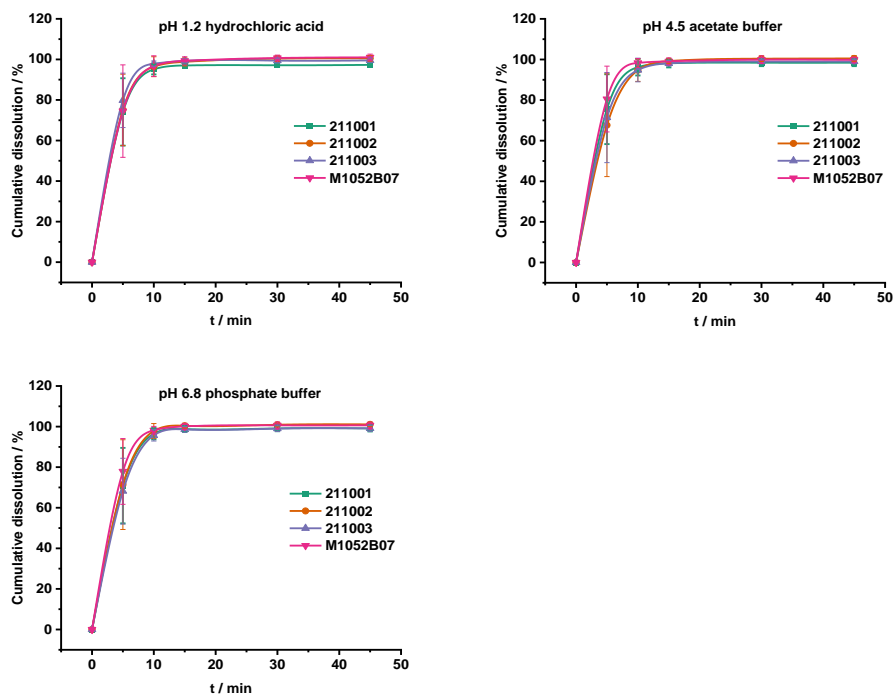 pH 1.2 hydrochloric acid
Cumulative dissolution / %
120
100
80
60
40
20
0
211001
211002
211003
M1052B07
0 10 20 30 40 50
t / min
pH 4.5 acetate buffer
Cumulative dissolution / %
120
100
80
60
40
20
0
211001
211002
211003
M1052B07
0 10 20 30 40 50
t / min
pH 6.8 phosphate buffer
Cumulative dissolution / %
120
100
80
60
40
20
0
211001
211002
211003
M1052B07
0 10 20 30 40 50
t / min